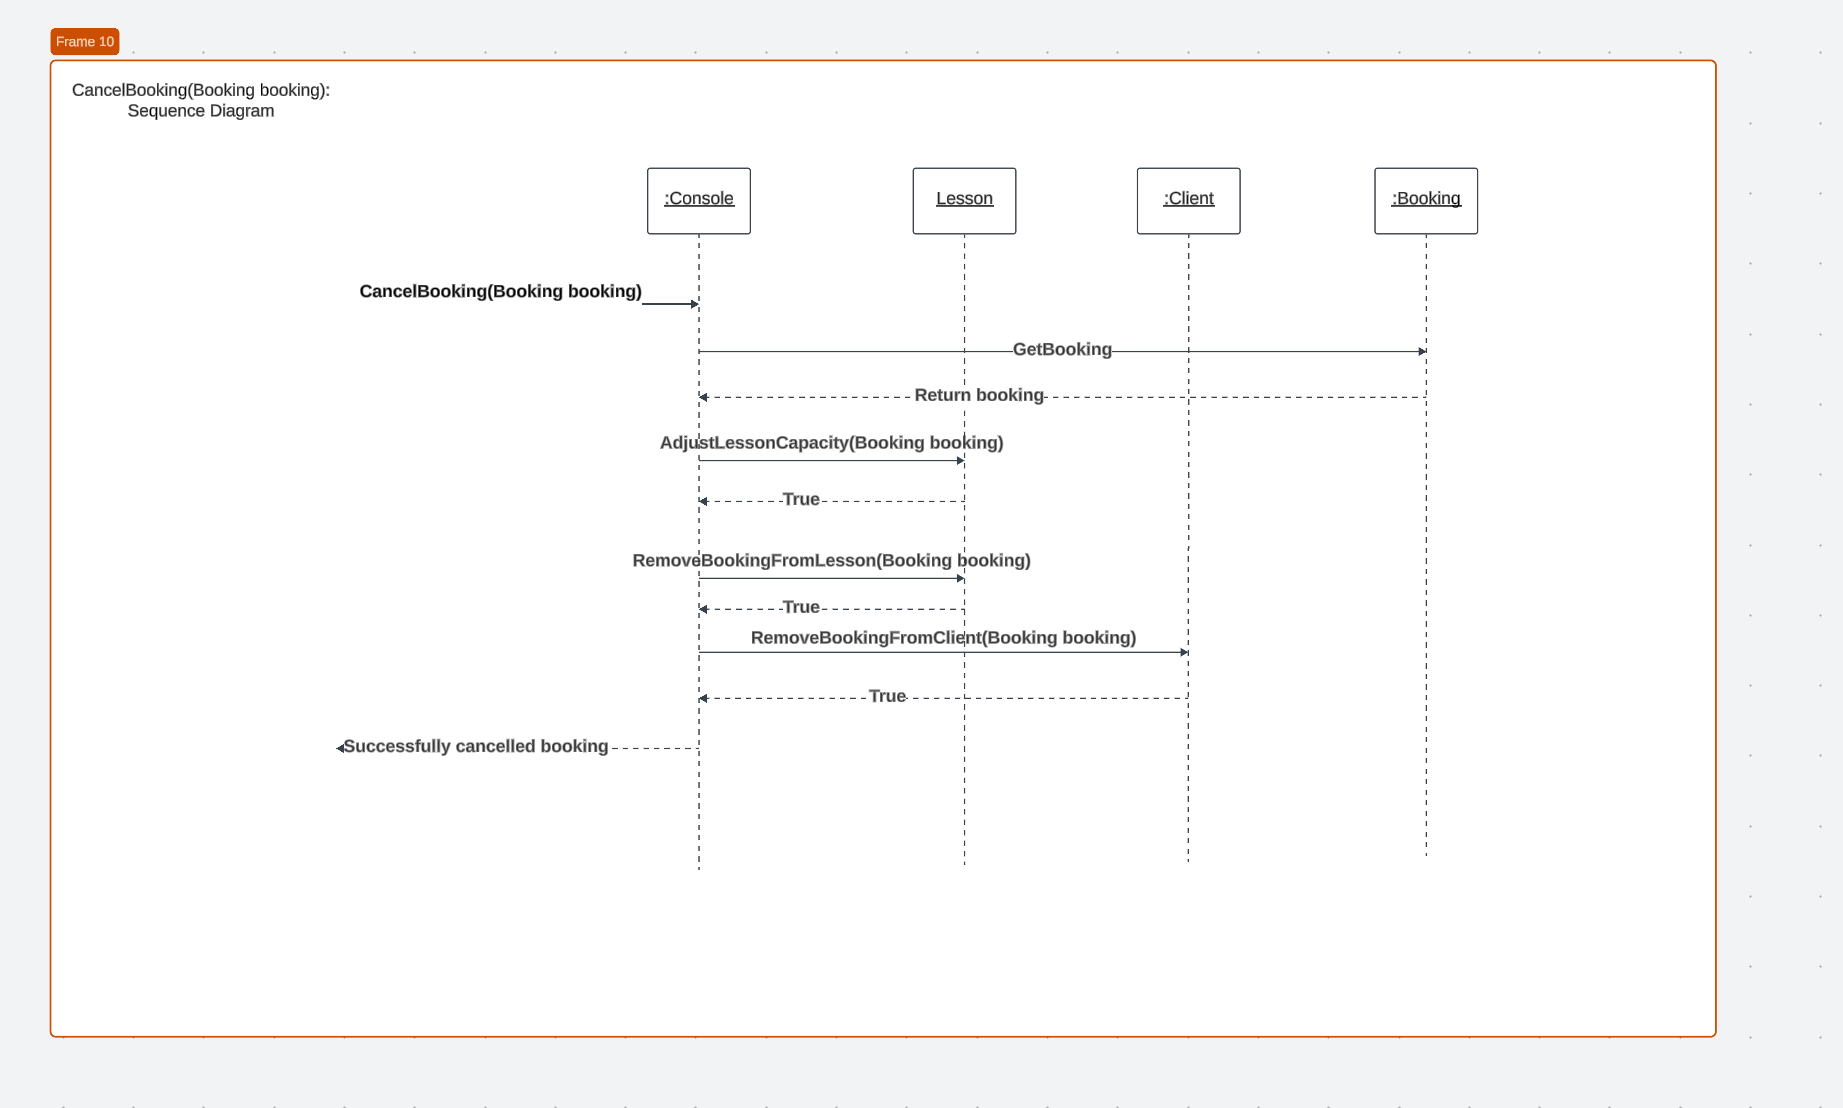 Frame 10
CancelBooking(Booking booking):
Sequence Diagram
:Console
Lesson
:Client
:Booking
CancelBooking(Booking booking)
GetBooking
Return booking
AdjustLessonCapacity(Booking booking)
True
RemoveBookingFromLesson(Booking booking)
True
RemoveBookingFromClient(Booking booking)
True
Successfully cancelled booking